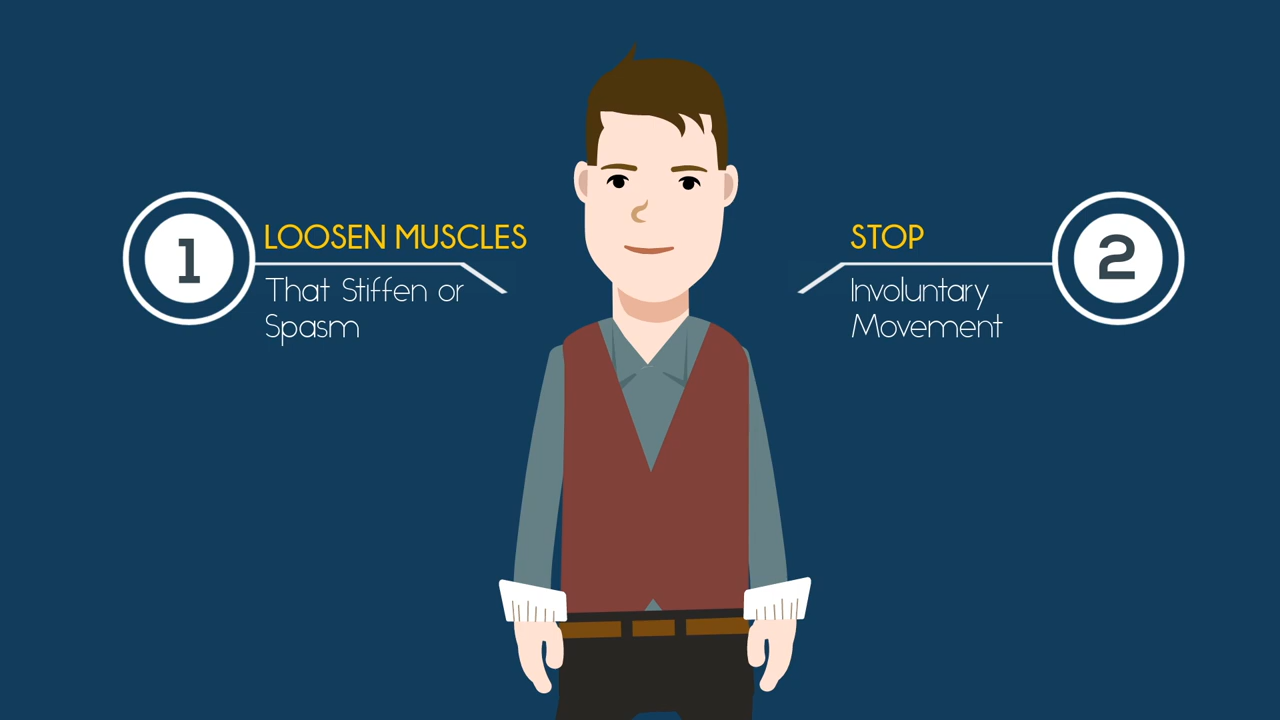 1
LOOSEN MUSCLES
That Stiffen or
Spasm
STOP
Involuntary
Movement
2